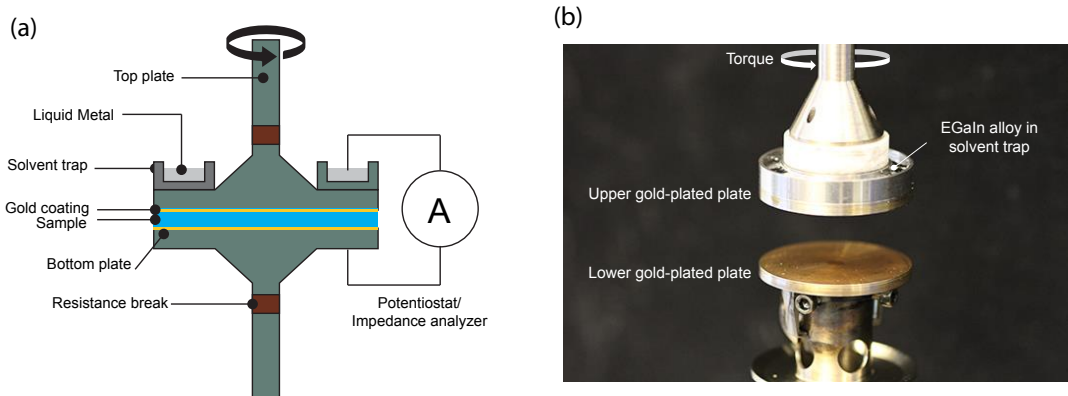 (a)
Top plate
Liquid Metal
Solvent trap
Gold coating
Sample
Bottom plate
Resistance break
A
Potentiostat/
Impedance analyzer
(b)
Torque
EGaIn alloy in
solvent trap
Upper gold-plated plate
Lower gold-plated plate